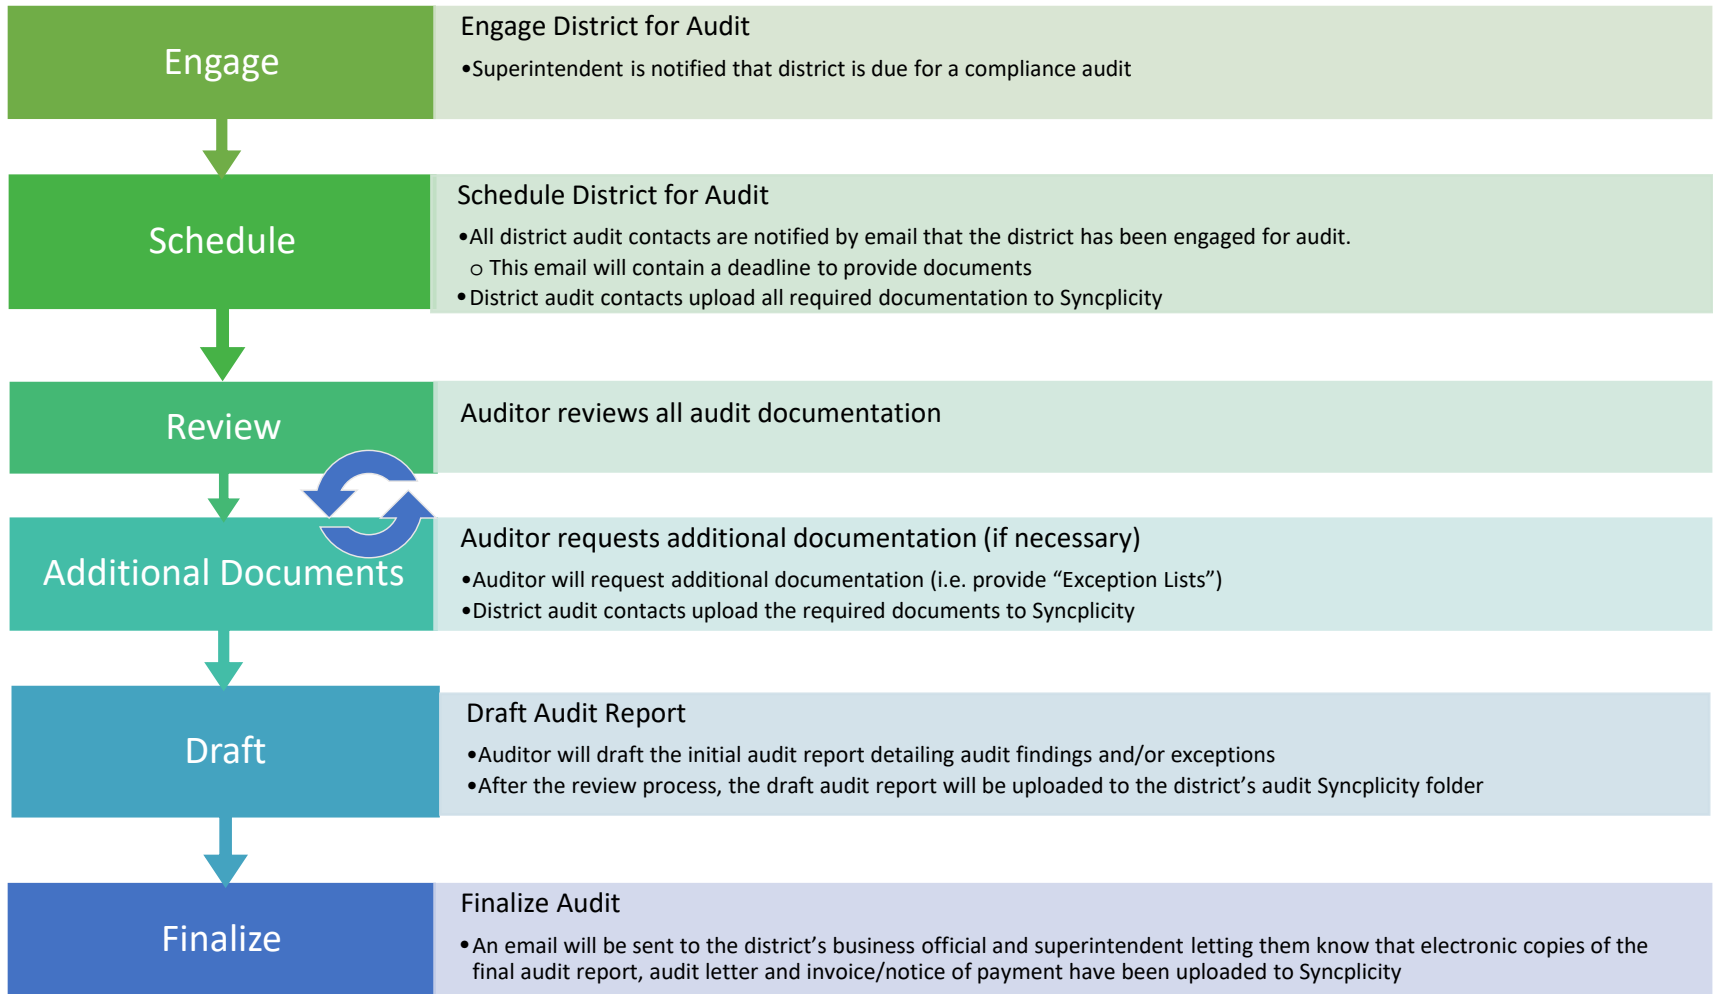 Engage
Engage District for Audit
•Superintendent is notified that district is due for a compliance audit
Schedule
Schedule District for Audit
•All district audit contacts are notified by email that the district has been engaged for audit.
o This email will contain a deadline to provide documents
•District audit contacts upload all required documentation to Syncplicity
Review
Auditor reviews all audit documentation
Additional Documents
Auditor requests additional documentation (if necessary)
•Auditor will request additional documentation (i.e. provide “Exception Lists”)
•District audit contacts upload the required documents to Syncplicity
Draft
Draft Audit Report
•Auditor will draft the initial audit report detailing audit findings and/or exceptions
•After the review process, the draft audit report will be uploaded to the district’s audit Syncplicity folder
Finalize
Finalize Audit
•An email will be sent to the district’s business official and superintendent letting them know that electronic copies of the
final audit report, audit letter and invoice/notice of payment have been uploaded to Syncplicity